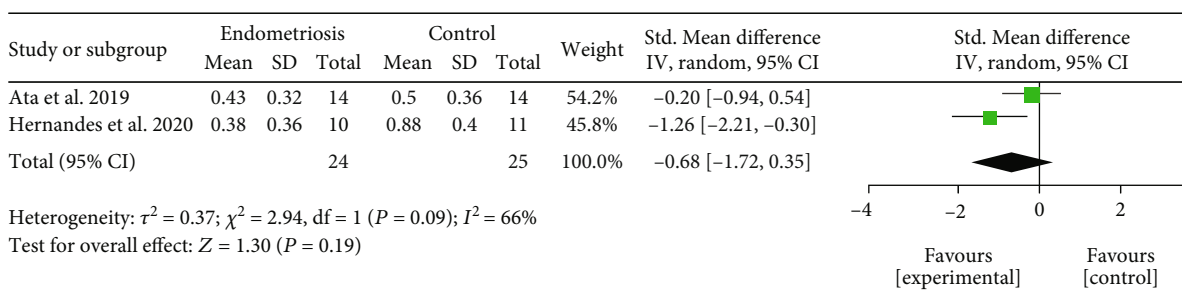 Study or subgroup Endometriosis Control Weight Std. Mean difference IV, random, 95% CI Std. Mean difference IV, random, 95% CI
Mean SD Total Mean SD Total
Ata et al. 2019 0.43 0.32 14 0.5 0.36 14 54.2% –0.20 [–0.94, 0.54]
Hernandes et al. 2020 0.38 0.36 10 0.88 0.4 11 45.8% –1.26 [–2.21, –0.30]
Total (95% CI) 24 25 100.0% –0.68 [–1.72, 0.35]
Heterogeneity: τ² = 0.37; χ² = 2.94, df = 1 (P = 0.09); I² = 66%
Test for overall effect: Z = 1.30 (P = 0.19)
–4 –2 0 2
Favours [experimental] Favours [control]